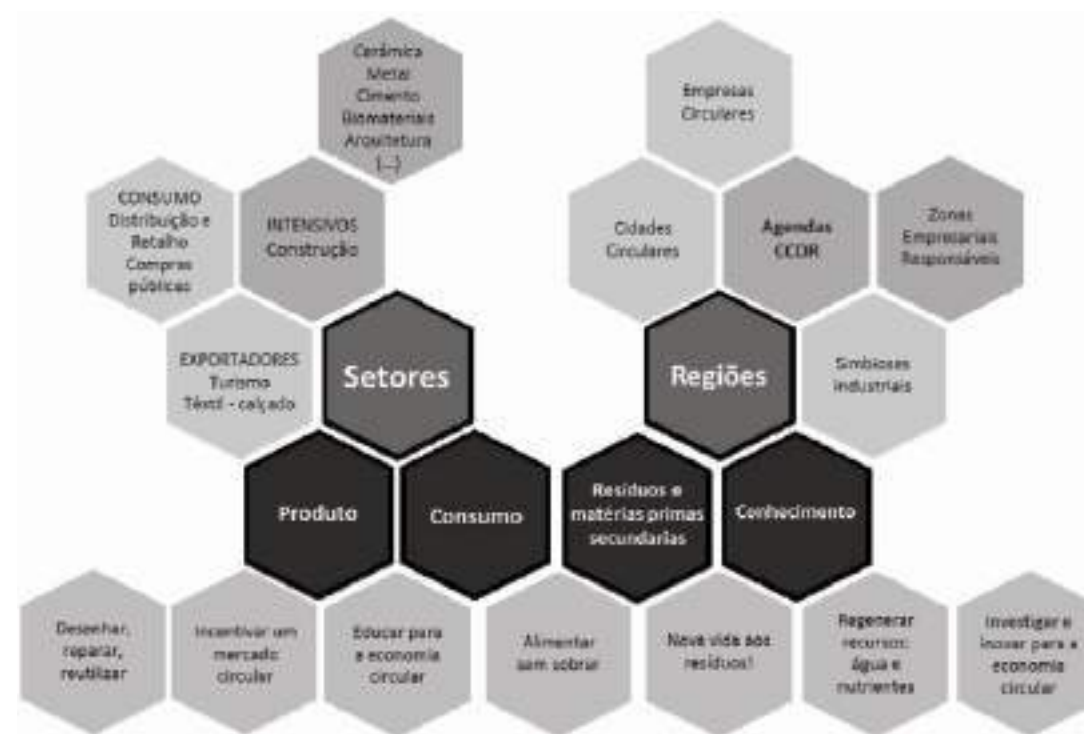 Cerâmica
Metal
Cimento
Biomateriais
Arquitetura
(...)
Empresas
Circulares
CONSUMO
Distribuição e
Retalho
Compras
públicas
INTENSIVOS
Construção
Cidades
Circulares
Agendas
CCDR
Zonas
Empresariais
Responsáveis
EXPORTADORES
Turismo
Têxtil - calçado
Setores
Regiões
Simbioses
industriais
Produto
Consumo
Resíduos e
matérias primas
secundarias
Conhecimento
Desenhar,
reparar,
reutilizar
Incentivar um
mercado
circular
Educar para
a economia
circular
Alimentar
sem sobrar
Nova vida aos
resíduos!
Regenerar
recursos:
água e
nutrientes
Investigar e
inovar para a
economia
circular